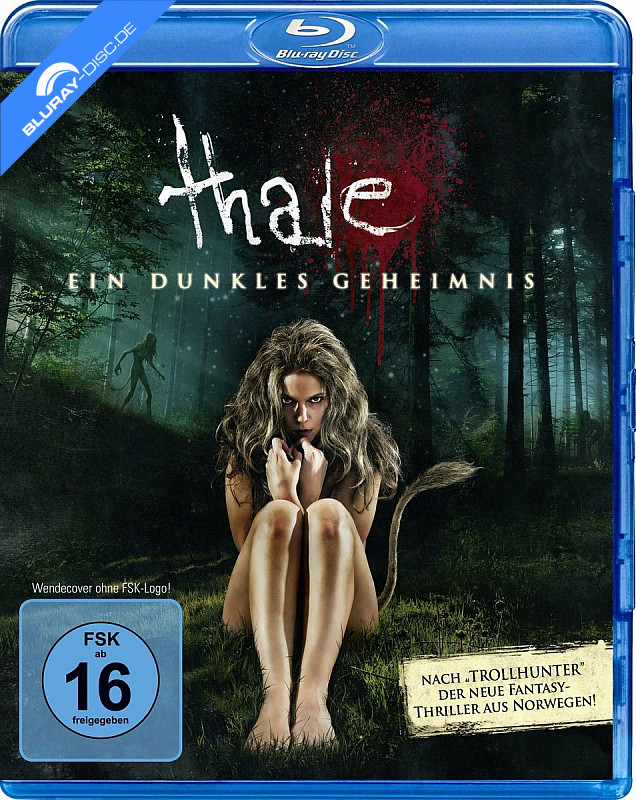 BLURAY-DISC.DE
Blu-ray Disc™
thale
EIN DUNKLES GEHEIMNIS
Wendecover ohne FSK-Logo!
FSK
ab
16
freigegeben
NACH „TROLLHUNTER”
DER NEUE FANTASY-
THRILLER AUS NORWEGEN!